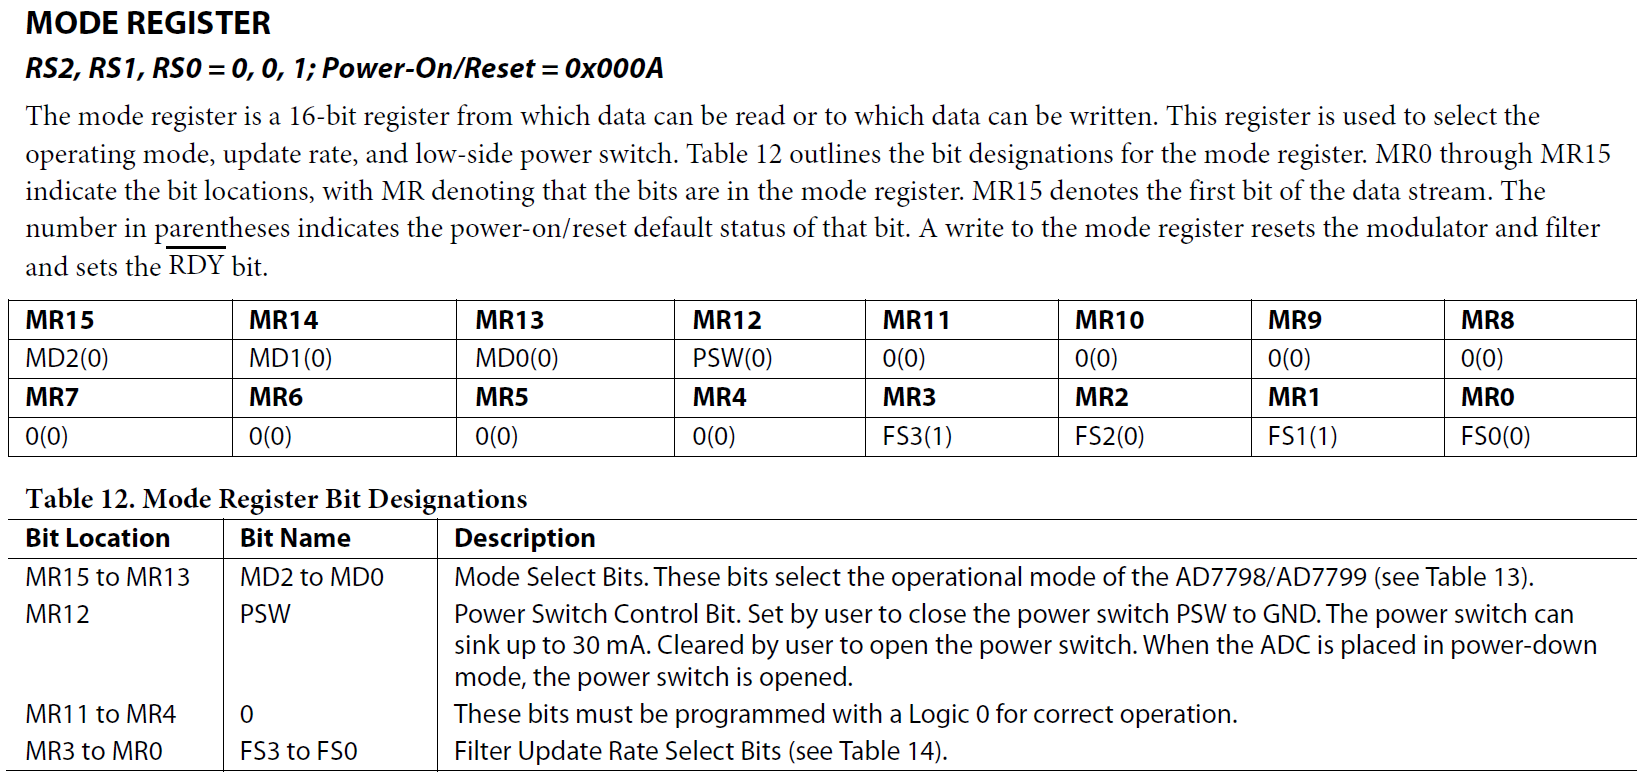 MODE REGISTER
RS2, RS1, RS0 = 0, 0, 1; Power-On/Reset = 0x000A
The mode register is a 16-bit register from which data can be read or to which data can be written. This register is used to select the
operating mode, update rate, and low-side power switch. Table 12 outlines the bit designations for the mode register. MR0 through MR15
indicate the bit locations, with MR denoting that the bits are in the mode register. MR15 denotes the first bit of the data stream. The
number in parentheses indicates the power-on/reset default status of that bit. A write to the mode register resets the modulator and filter
and sets the RDY bit.
MR15 MR14 MR13 MR12 MR11 MR10 MR9 MR8
MD2(0) MD1(0) MD0(0) PSW(0) 0(0) 0(0) 0(0) 0(0)
MR7 MR6 MR5 MR4 MR3 MR2 MR1 MR0
0(0) 0(0) 0(0) 0(0) FS3(1) FS2(0) FS1(1) FS0(0)
Table 12. Mode Register Bit Designations
Bit Location Bit Name Description
MR15 to MR13 MD2 to MD0 Mode Select Bits. These bits select the operational mode of the AD7798/AD7799 (see Table 13).
MR12 PSW Power Switch Control Bit. Set by user to close the power switch PSW to GND. The power switch can
sink up to 30 mA. Cleared by user to open the power switch. When the ADC is placed in power-down
mode, the power switch is opened.
MR11 to MR4 0 These bits must be programmed with a Logic 0 for correct operation.
MR3 to MR0 FS3 to FS0 Filter Update Rate Select Bits (see Table 14).